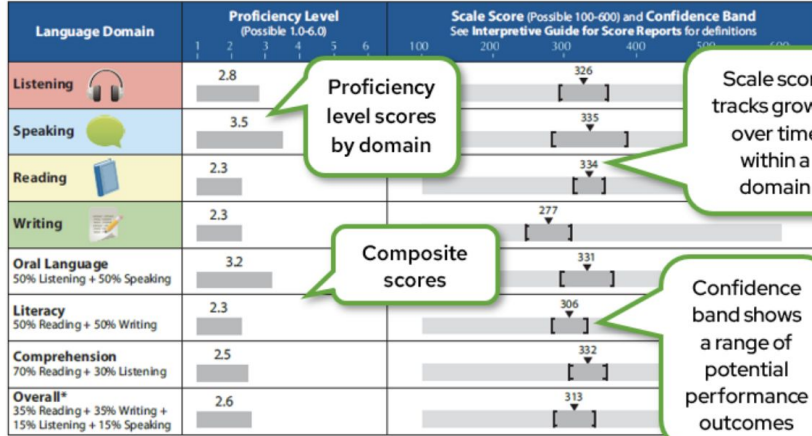 Language Domain
Proficiency Level
(Possible 1.0-6.0)
1 2 3 4 5 6
Scale Score (Possible 100-600) and Confidence Band
See Interpretive Guide for Score Reports for definitions
100 200 300 400
Listening
2.8
326
Speaking
3.5
335
Reading
2.3
334
Writing
2.3
277
Oral Language
50% Listening + 50% Speaking
3.2
331
Literacy
50% Reading + 50% Writing
2.3
306
Comprehension
70% Reading + 30% Listening
2.5
332
Overall*
35% Reading + 35% Writing +
15% Listening + 15% Speaking
2.6
313
Proficiency
level scores
by domain
Scale
tracks
over
within a
domain
Composite
scores
Confidence
band shows
a range of
potential
performance
outcomes